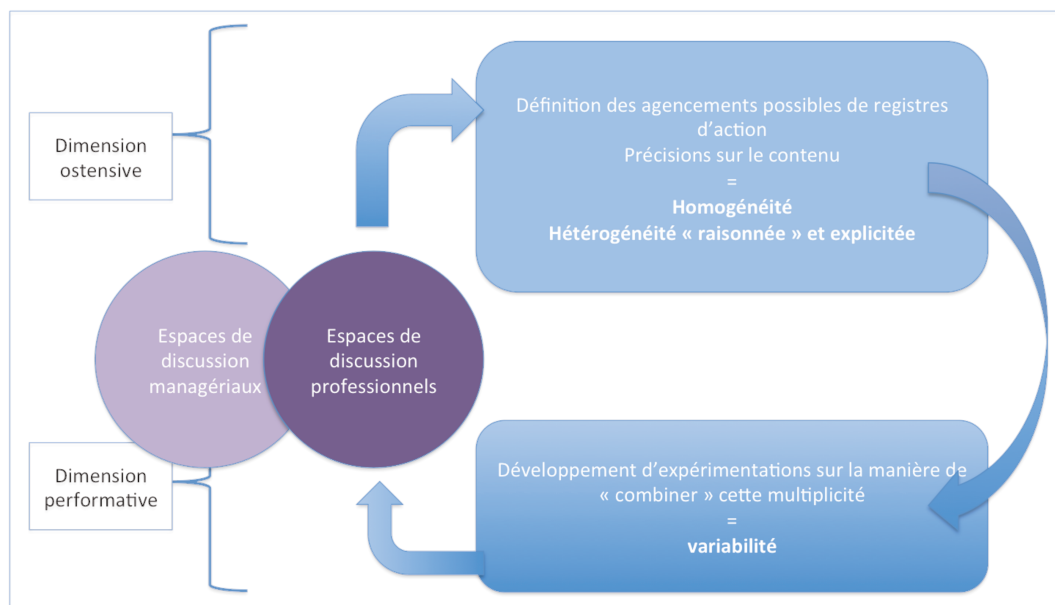 Dimension
ostensive
Définition des agencements possibles de registres
d’action
Précisions sur le contenu
=
Homogénéité
Hétérogénéité « raisonnée » et explicitée
Espaces de
discussion
managériaux
Espaces de
discussion
professionnels
Dimension
performative
Développement d’expérimentations sur la manière de
« combiner » cette multiplicité
=
variabilité